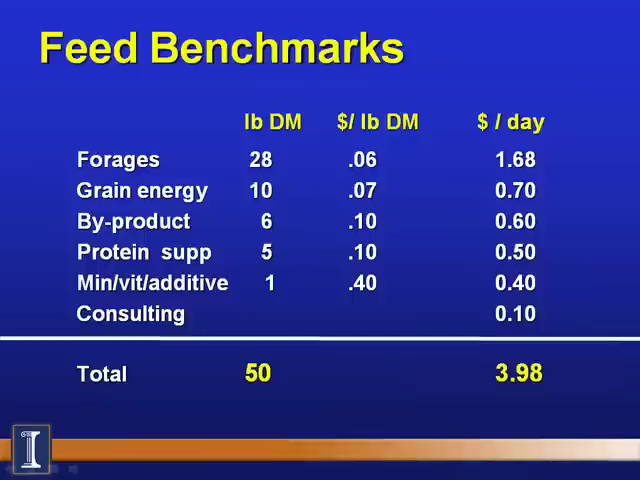 Feed Benchmarks
lb DM $/ lb DM $ / day
Forages 28 .06 1.68
Grain energy 10 .07 0.70
By-product 6 .10 0.60
Protein supp 5 .10 0.50
Min/vit/additive 1 .40 0.40
Consulting 0.10
Total 50 3.98
I